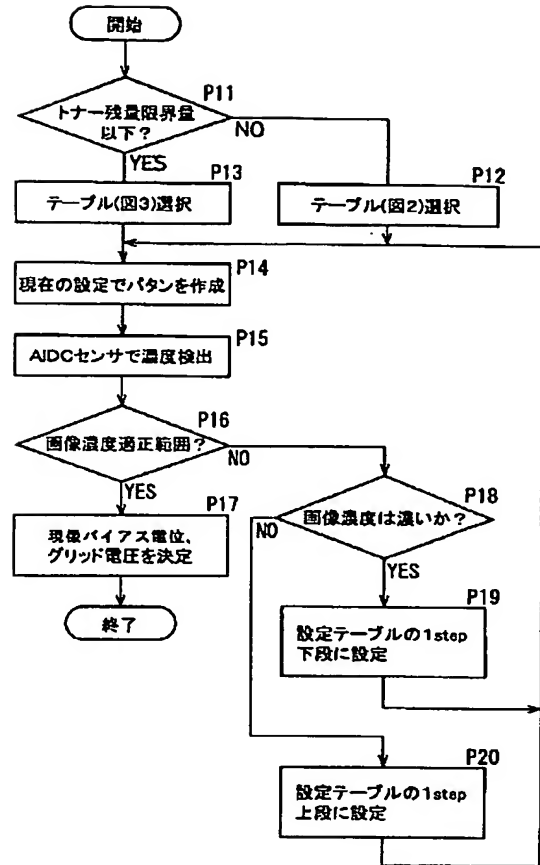 開始
P11
トナー残量限界量
以下？
NO
YES
P13
テーブル(図3)選択
P12
テーブル(図2)選択
P14
現在の設定でパタンを作成
P15
AIDCセンサで濃度検出
P16
画像濃度適正範囲？
NO
YES
P17
現像バイアス電位、
グリッド電圧を決定
終了
P18
画像濃度は濃いか？
NO
YES
P19
設定テーブルの1step
下段に設定
P20
設定テーブルの1step
上段に設定